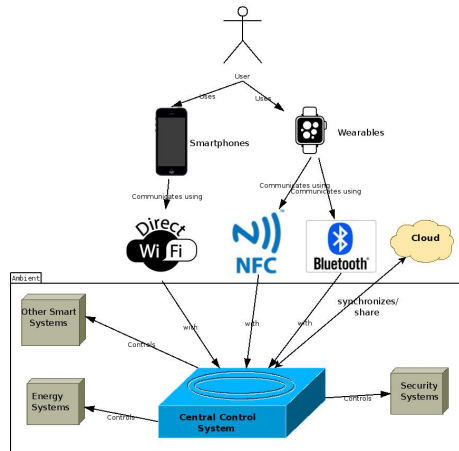 User
Uses
Uses
Smartphones
Wearables
Communicates using
Communicates using
Communicates using
Direct
Wi Fi
NFC
™
Bluetooth®
Cloud
Ambient
synchronizes/
share
Other Smart
Systems
with
with
with
Controls
Energy
Systems
Controls
Central Control
System
Controls
Security
Systems